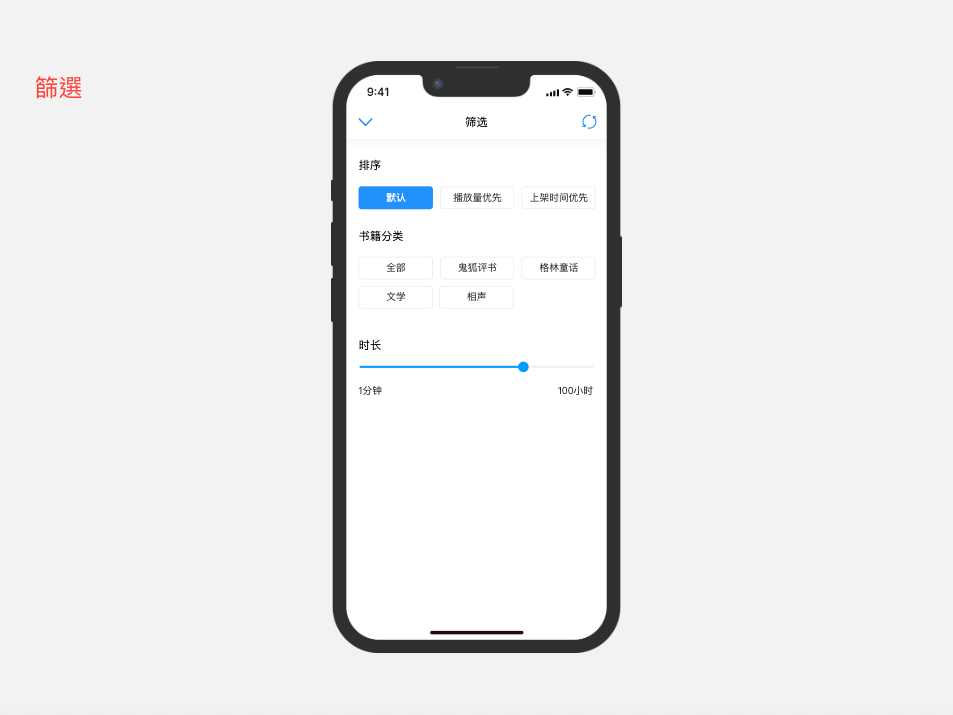 篩選
9:41
筛选
排序
默认 播放量优先 上架时间优先
书籍分类
全部 鬼狐评书 格林童话
文学 相声
时长
1分钟 100小时